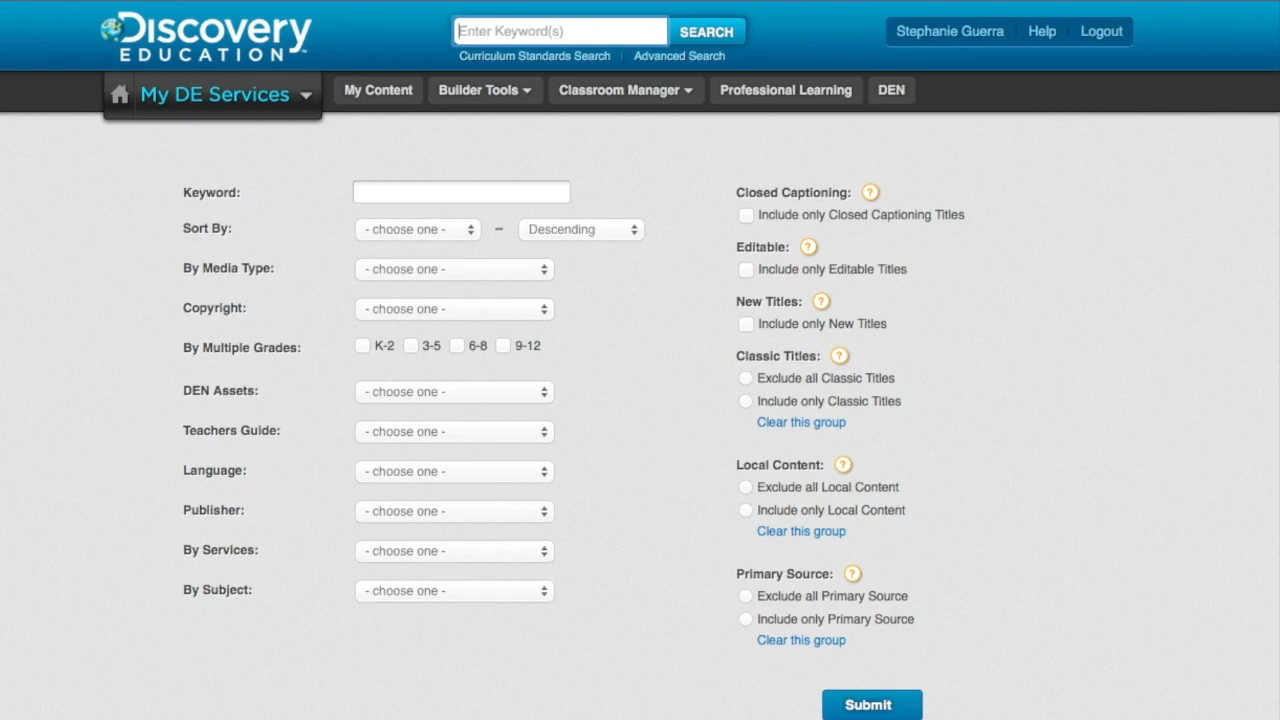 Discovery
EDUCATION™
Enter Keyword(s)
SEARCH
Curriculum Standards Search | Advanced Search
Stephanie Guerra
Help
Logout
My DE Services
My Content
Builder Tools
Classroom Manager
Professional Learning
DEN
Keyword:
Sort By:
- choose one -
–
Descending
By Media Type:
- choose one -
Copyright:
- choose one -
By Multiple Grades:
K-2
3-5
6-8
9-12
DEN Assets:
- choose one -
Teachers Guide:
- choose one -
Language:
- choose one -
Publisher:
- choose one -
By Services:
- choose one -
By Subject:
- choose one -
Closed Captioning: ?
Include only Closed Captioning Titles
Editable: ?
Include only Editable Titles
New Titles: ?
Include only New Titles
Classic Titles: ?
Exclude all Classic Titles
Include only Classic Titles
Clear this group
Local Content: ?
Exclude all Local Content
Include only Local Content
Clear this group
Primary Source: ?
Exclude all Primary Source
Include only Primary Source
Clear this group
Submit